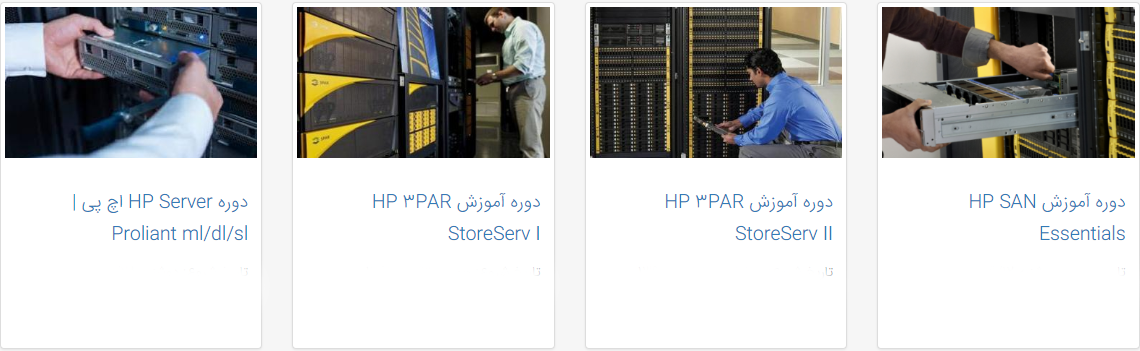 دوره آموزش HP SAN
Essentials
دوره آموزش HP ۳PAR
StoreServ II
دوره آموزش HP ۳PAR
StoreServ I
دوره HP Server اچ پی |
Proliant ml/dl/sl